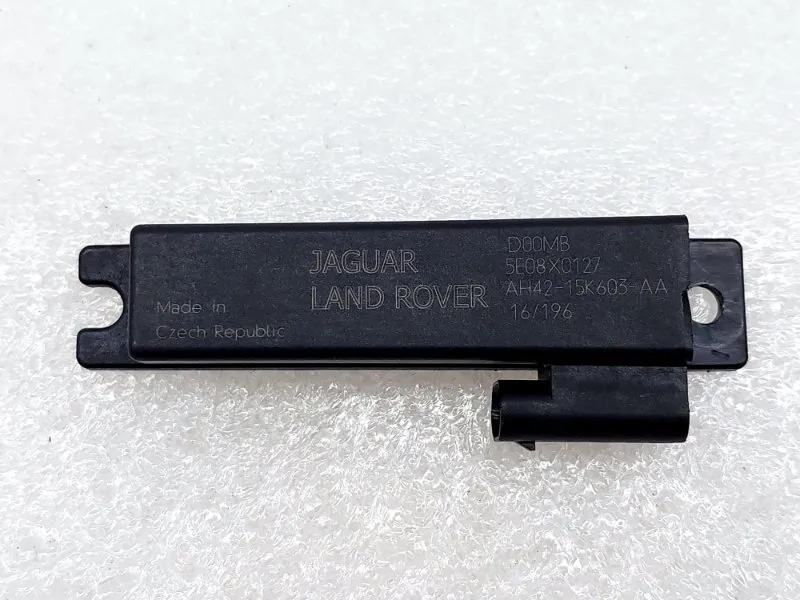 JAGUAR
LAND ROVER
Made in
Czech Republic
D00MB
5E08X0127
AH42-15K603-AA
16/196